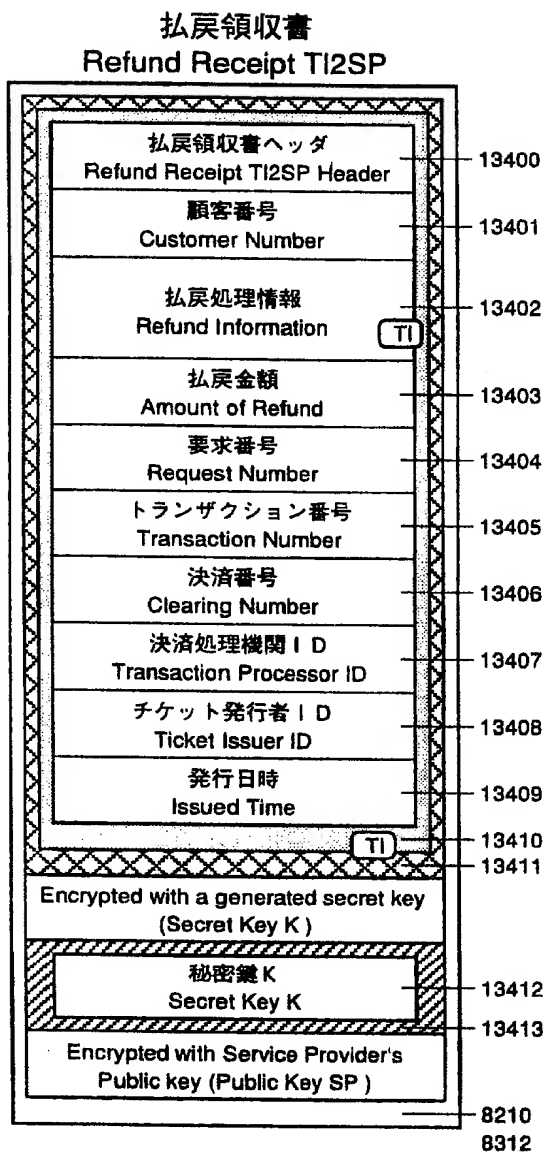 払戻領収書
Refund Receipt TI2SP
払戻領収書ヘッダ
Refund Receipt TI2SP Header
13400
顧客番号
Customer Number
13401
払戻処理情報
Refund Information
TI
13402
払戻金額
Amount of Refund
13403
要求番号
Request Number
13404
トランザクション番号
Transaction Number
13405
決済番号
Clearing Number
13406
決済処理機関ID
Transaction Processor ID
13407
チケット発行者ID
Ticket Issuer ID
13408
発行日時
Issued Time
13409
TI
13410
13411
Encrypted with a generated secret key
(Secret Key K )
秘密鍵K
Secret Key K
13412
13413
Encrypted with Service Provider's
Public key (Public Key SP )
8210
8312